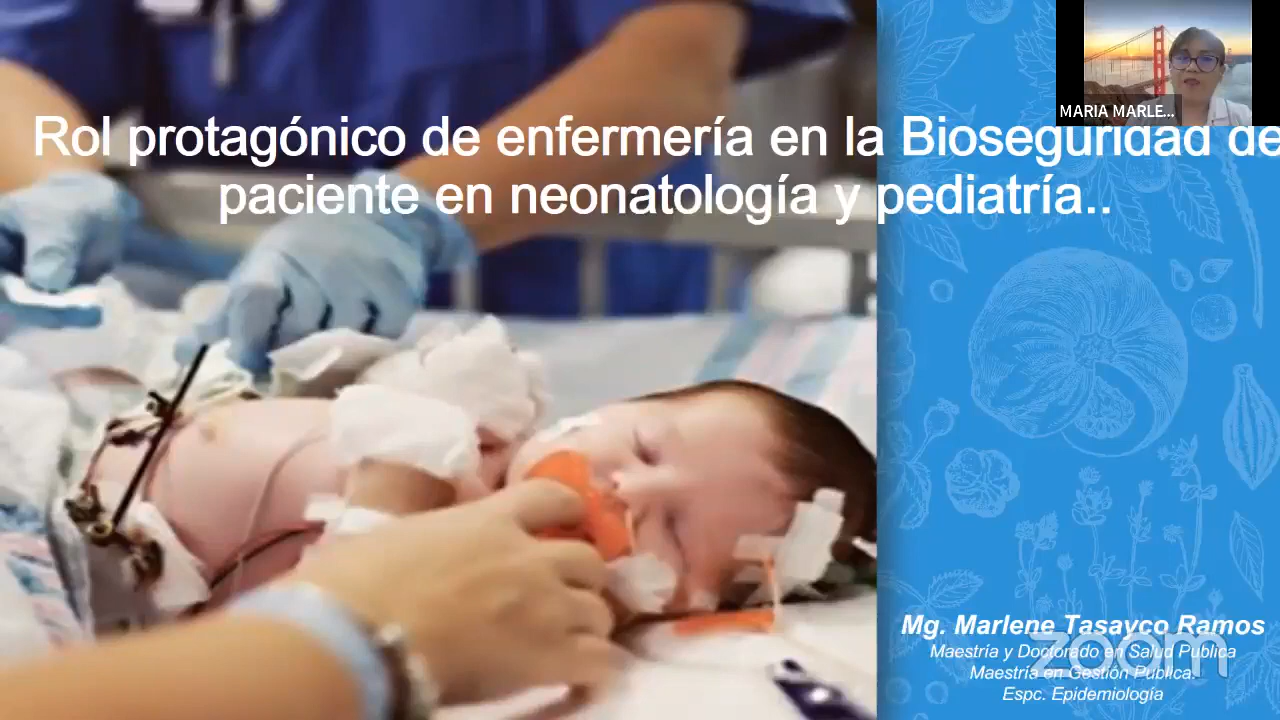 MARIA MARLE...
Rol protagónico de enfermería en la Bioseguridad de
paciente en neonatología y pediatría..
Mg. Marlene Tasayco Ramos
Maestría y Doctorado en Salud Publica
Maestría en Gestión Publica.
Espc. Epidemiología
zoom